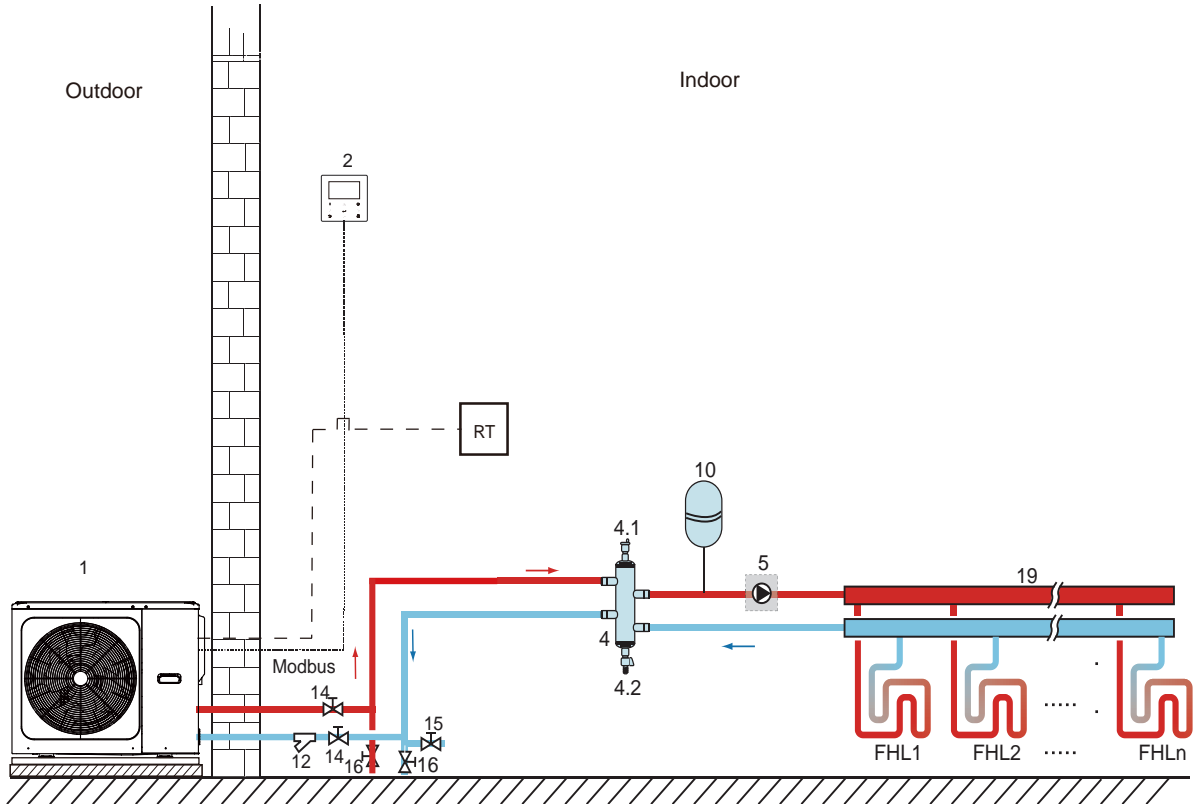 Outdoor
Indoor
2
RT
10
4.1
5
1
19
4
4.2
Modbus
14
15
12
14
16
16
FHL1
FHL2
.....
FHLn